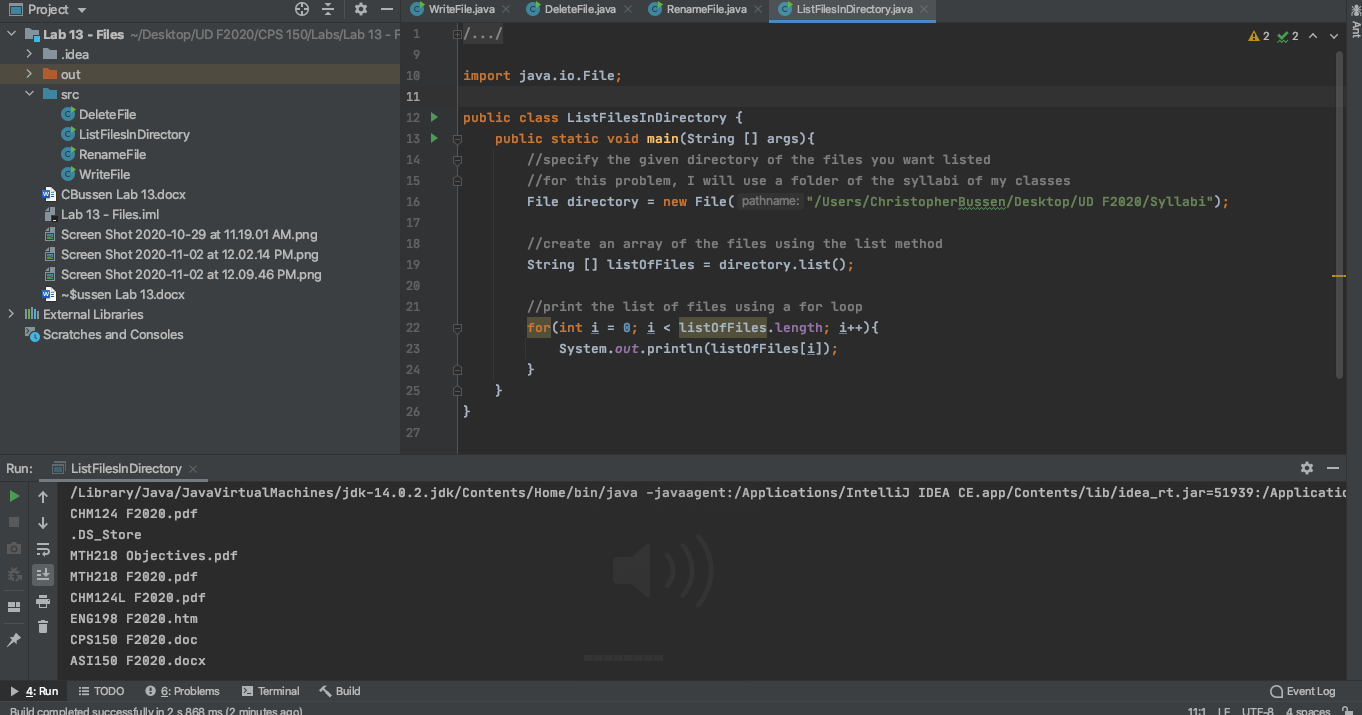 Project
WriteFile.java DeleteFile.java RenameFile.java ListFilesInDirectory.java
Lab 13 - Files ~/Desktop/UD F2020/CPS 150/Labs/Lab 13 - F
.idea
out
src
DeleteFile
ListFilesInDirectory
RenameFile
WriteFile
CBussen Lab 13.docx
Lab 13 - Files.iml
Screen Shot 2020-10-29 at 11.19.01 AM.png
Screen Shot 2020-11-02 at 12.02.14 PM.png
Screen Shot 2020-11-02 at 12.09.46 PM.png
~$ussen Lab 13.docx
External Libraries
Scratches and Consoles
1 /.../
9
10 import java.io.File;
11
12 public class ListFilesInDirectory {
13 public static void main(String [] args){
14 //specify the given directory of the files you want listed
15 //for this problem, I will use a folder of the syllabi of my classes
16 File directory = new File( pathname: "/Users/ChristopherBussen/Desktop/UD F2020/Syllabi");
17
18 //create an array of the files using the list method
19 String [] listOfFiles = directory.list();
20
21 //print the list of files using a for loop
22 for(int i = 0; i < listOfFiles.length; i++){
23 System.out.println(listOfFiles[i]);
24 }
25 }
26 }
27
2 2
Ant
Run: ListFilesInDirectory
/Library/Java/JavaVirtualMachines/jdk-14.0.2.jdk/Contents/Home/bin/java -javaagent:/Applications/IntelliJ IDEA CE.app/Contents/lib/idea_rt.jar=51939:/Applicatio
CHM124 F2020.pdf
.DS_Store
MTH218 Objectives.pdf
MTH218 F2020.pdf
CHM124L F2020.pdf
ENG198 F2020.htm
CPS150 F2020.doc
ASI150 F2020.docx
4: Run TODO 6: Problems Terminal Build Event Log
Build completed successfully in 2 s 868 ms (2 minutes ago) 11:1 LF UTF-8 4 spaces